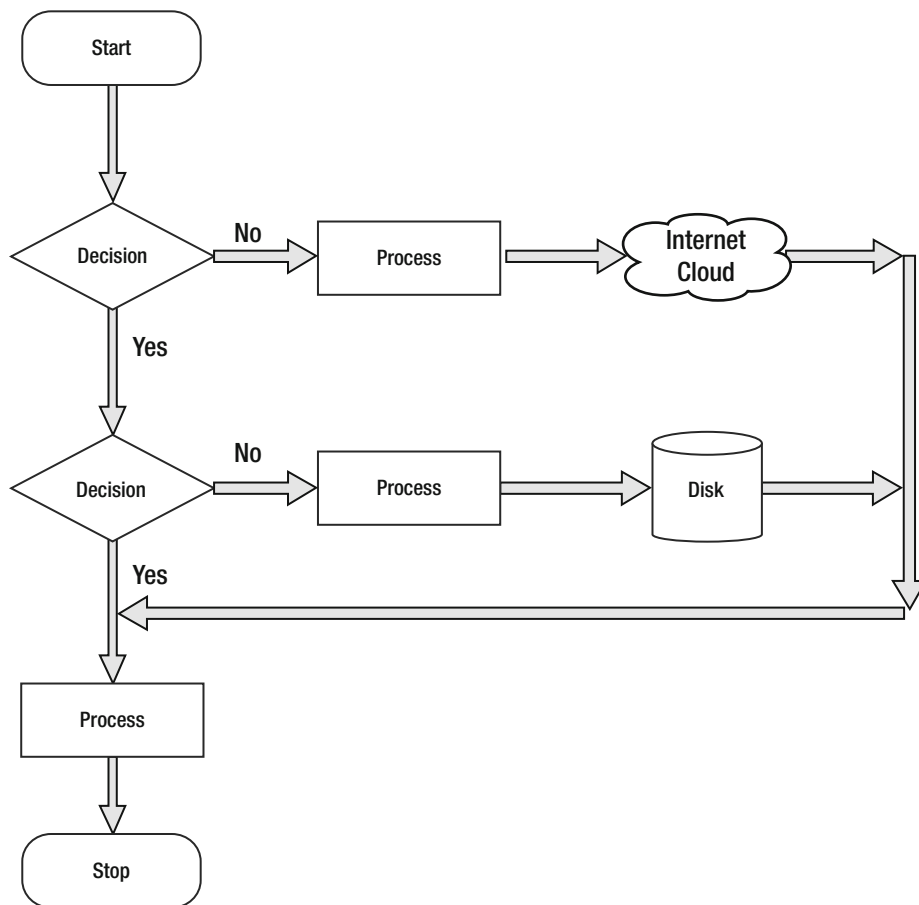 Start
Decision
No
Process
Internet
Cloud
Yes
Decision
No
Process
Disk
Yes
Process
Stop